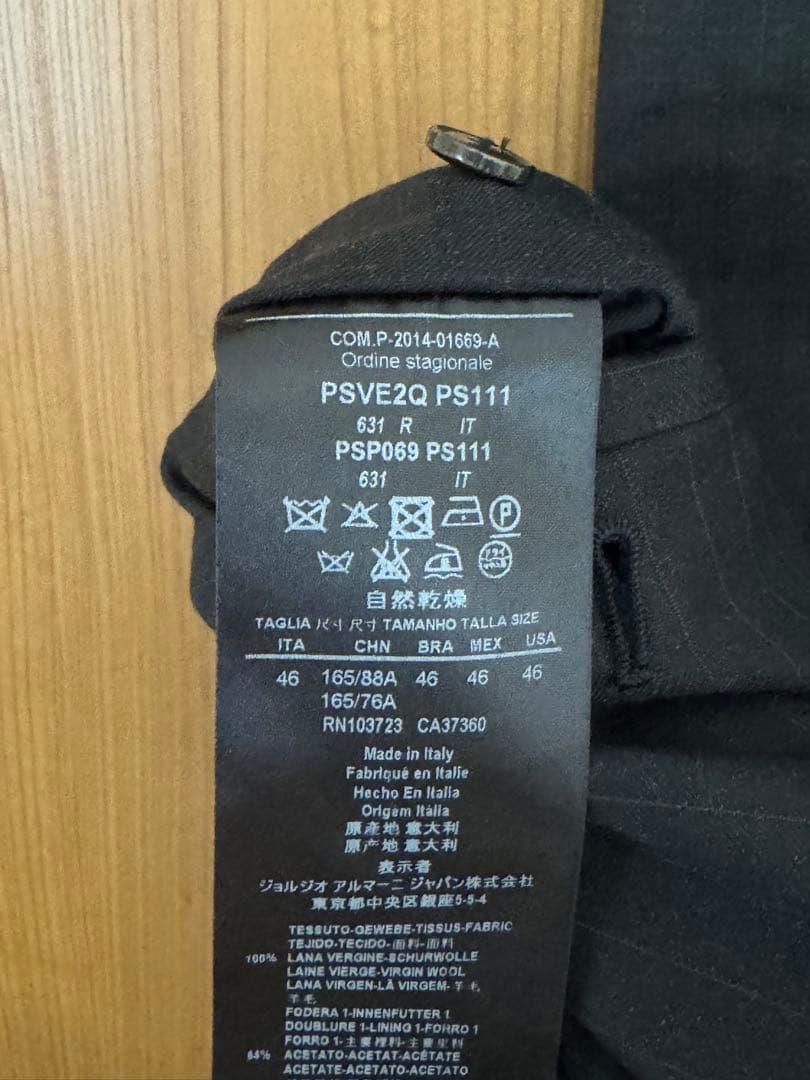 COM.P-2014-01669-A
Ordine stagionale
PSVE2Q PS111
631 R IT
PSP069 PS111
631 IT
P
自然乾燥
TAGLIA 尺寸 尺寸 TAMANHO TALLA SIZE
ITA CHN BRA MEX USA
46 165/88A 46 46 46
165/76A
RN103723 CA37360
Made in Italy
Fabriqué en Italie
Hecho En Italia
Origem Itália
原產地 意大利
原产地 意大利
表示者
ジョルジオ アルマーニ ジャパン株式会社
東京都中央区銀座5-5-4
TESSUTO-GEWEBE-TISSUS-FABRIC
TEJIDO-TECIDO-面料-面料
100% LANA VERGINE-SCHURWOLLE
LAINE VIERGE-VIRGIN WOOL
LANA VIRGEN-LÃ VIRGEM-羊毛
羊毛
FODERA 1-INNENFUTTER 1
DOUBLURE 1-LINING 1-FORRO 1
FORRO 1-主要裡料-主要里料
84% ACETATO-ACETAT-ACÉTATE
ACETATE-ACETATO-ACETATO